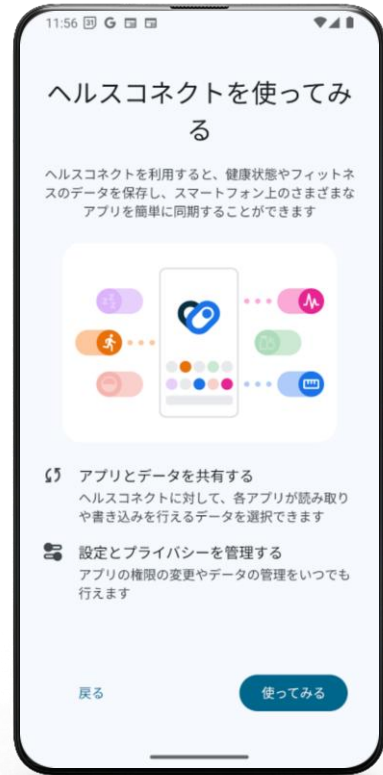 11:56 31 G
ヘルスコネクトを使ってみ
る
ヘルスコネクトを利用すると、健康状態やフィットネ
スのデータを保存し、スマートフォン上のさまざまな
アプリを簡単に同期することができます
アプリとデータを共有する
ヘルスコネクトに対して、各アプリが読み取り
や書き込みを行えるデータを選択できます
設定とプライバシーを管理する
アプリの権限の変更やデータの管理をいつでも
行えます
戻る 使ってみる